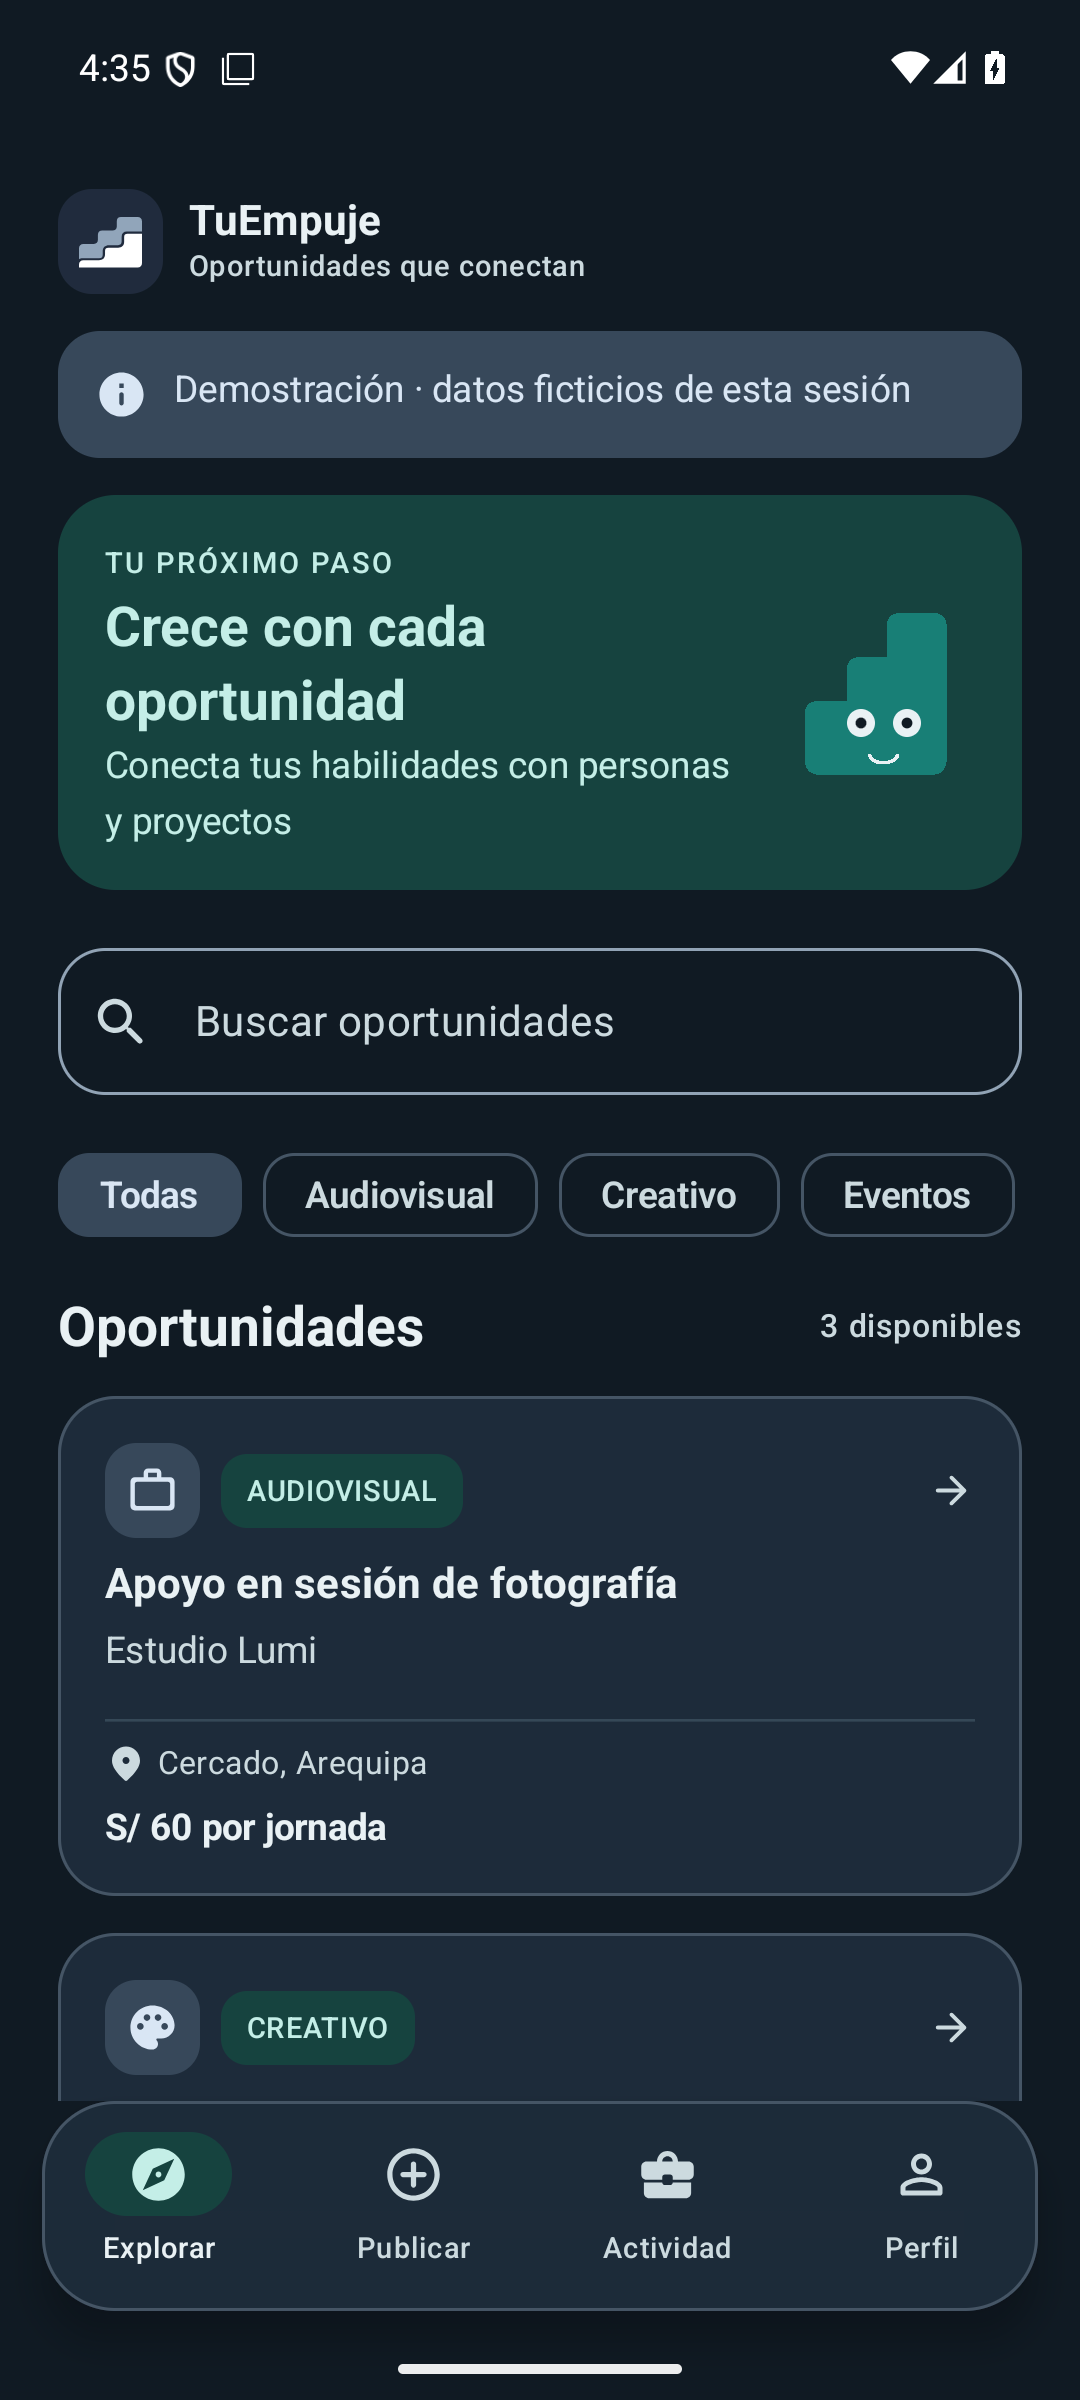 4:35
TuEmpuje
Oportunidades que conectan
Demostración · datos ficticios de esta sesión
TU PRÓXIMO PASO
Crece con cada
oportunidad
Conecta tus habilidades con personas
y proyectos
Buscar oportunidades
Todas
Audiovisual
Creativo
Eventos
Oportunidades
3 disponibles
AUDIOVISUAL
Apoyo en sesión de fotografía
Estudio Lumi
Cercado, Arequipa
S/ 60 por jornada
CREATIVO
Explorar
Publicar
Actividad
Perfil